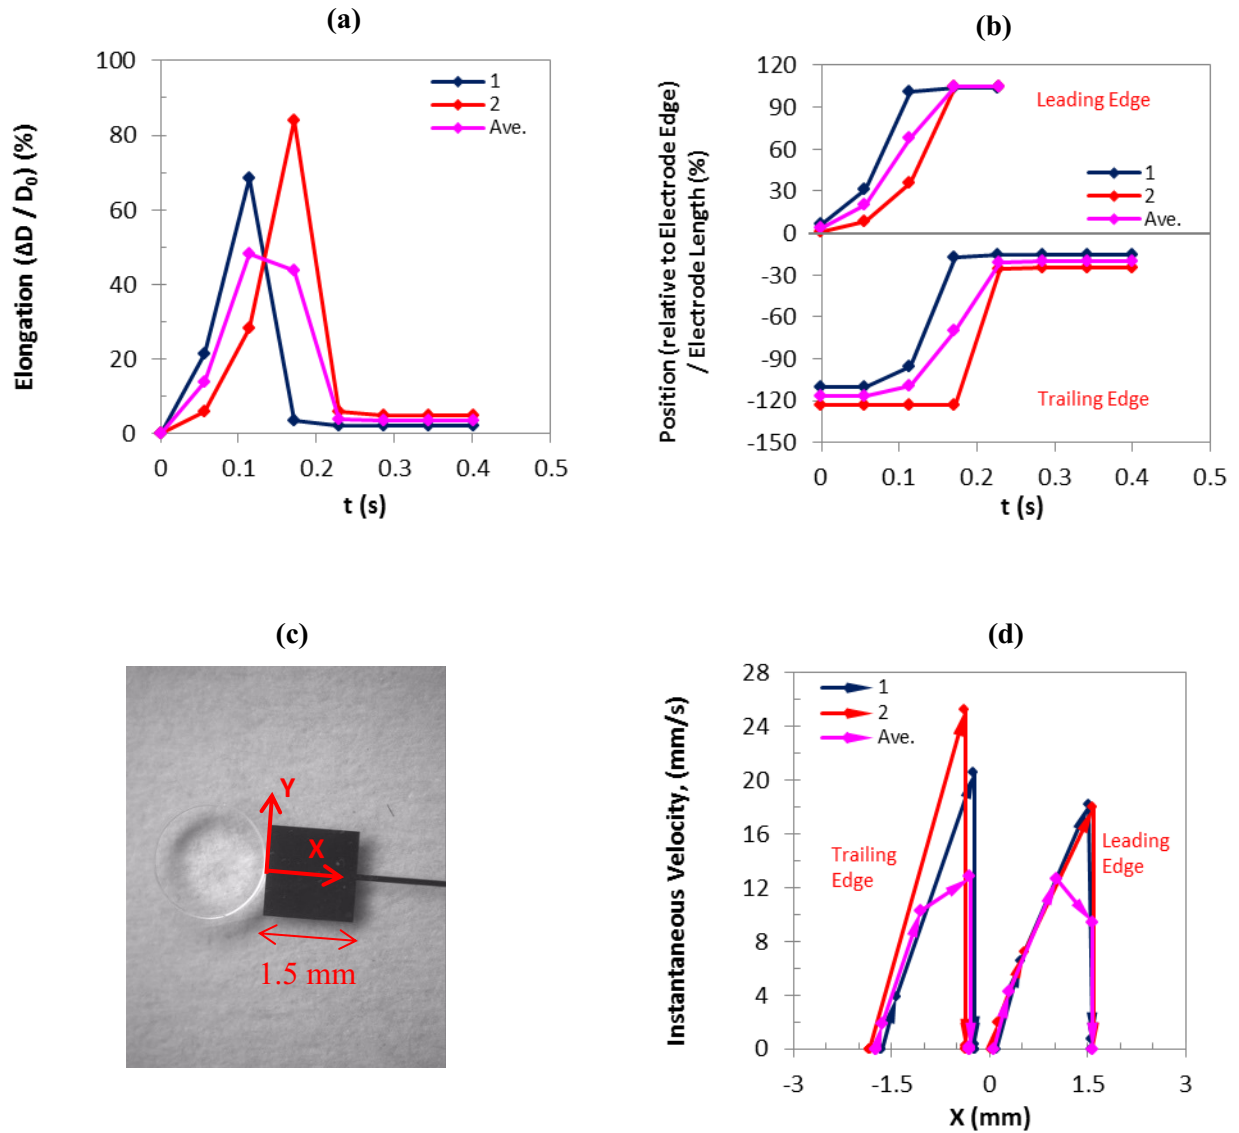 (a)
Elongation (ΔD / D₀) (%)
100
80
60
40
20
0
1
2
Ave.
0 0.1 0.2 0.3 0.4 0.5
t (s)
(b)
Position (relative to Electrode Edge)
/ Electrode Length (%)
120
90
60
30
0
-30
-60
-90
-120
-150
Leading Edge
1
2
Ave.
Trailing Edge
0 0.1 0.2 0.3 0.4 0.5
t (s)
(c)
Y
X
1.5 mm
(d)
Instantaneous Velocity, (mm/s)
28
24
20
16
12
8
4
0
1
2
Ave.
Trailing
Edge
Leading
Edge
-3 -1.5 0 1.5 3
X (mm)